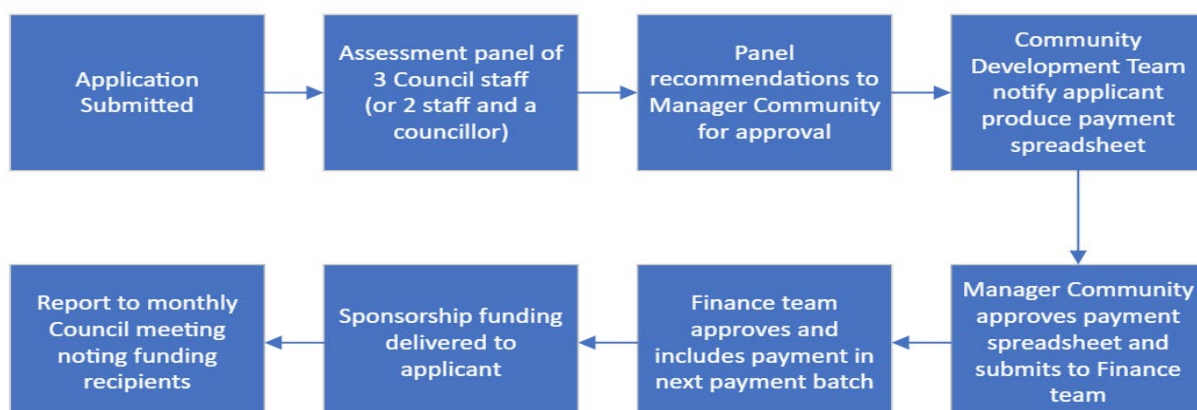 Application
Submitted
Assessment panel of
3 Council staff
(or 2 staff and a
councillor)
Panel
recommendations to
Manager Community
for approval
Community
Development Team
notify applicant
produce payment
spreadsheet
Manager Community
approves payment
spreadsheet and
submits to Finance
team
Finance team
approves and
includes payment in
next payment batch
Sponsorship funding
delivered to
applicant
Report to monthly
Council meeting
noting funding
recipients